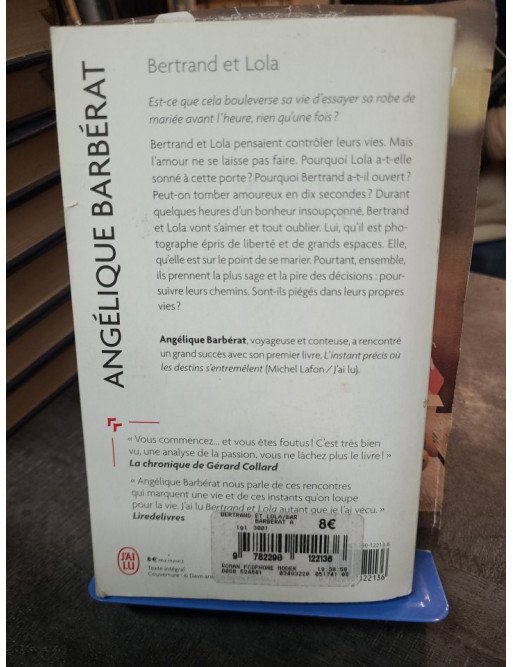 ANGÉLIQUE BARBÉRAT
Bertrand et Lola
Est-ce que cela bouleverse sa vie d'essayer sa robe de
mariée avant l'heure, rien qu'une fois ?
Bertrand et Lola pensaient contrôler leurs vies. Mais
l'amour ne se laisse pas faire. Pourquoi Lola a-t-elle
sonné à cette porte ? Pourquoi Bertrand a-t-il ouvert ?
Peut-on tomber amoureux en dix secondes ? Durant
quelques heures d'un bonheur insoupçonné, Bertrand
et Lola vont s'aimer et tout oublier. Lui, qu'il est pho-
tographe épris de liberté et de grands espaces. Elle,
qu'elle est sur le point de se marier. Pourtant, ensemble,
ils prennent la plus sage et la pire des décisions : pour-
suivre leurs chemins. Sont-ils piégés dans leurs propres
vies ?
Angélique Barbérat, voyageuse et conteuse, a rencontré
un grand succès avec son premier livre, L'instant précis où
les destins s'entremêlent (Michel Lafon / J'ai lu).
« Vous commencez... et vous êtes foutus ! C'est très bien
vu, une analyse de la passion, vous ne lâchez plus le livre ! »
La chronique de Gérard Collard
« Angélique Barbérat nous parle de ces rencontres
qui marquent une vie et de ces instants qu'on loupe
pour la vie. J'ai lu Bertrand et Lola autant que je l'ai vécu. »
Liredelivres
BERTRAND ET LOLA/BAR
BARBERAT A
8€
9 782290 122136
ROMAN FCOPHONE MODER
J'AI LU
8 € PRIX FRANCE
Texte intégral
Couverture :
122136